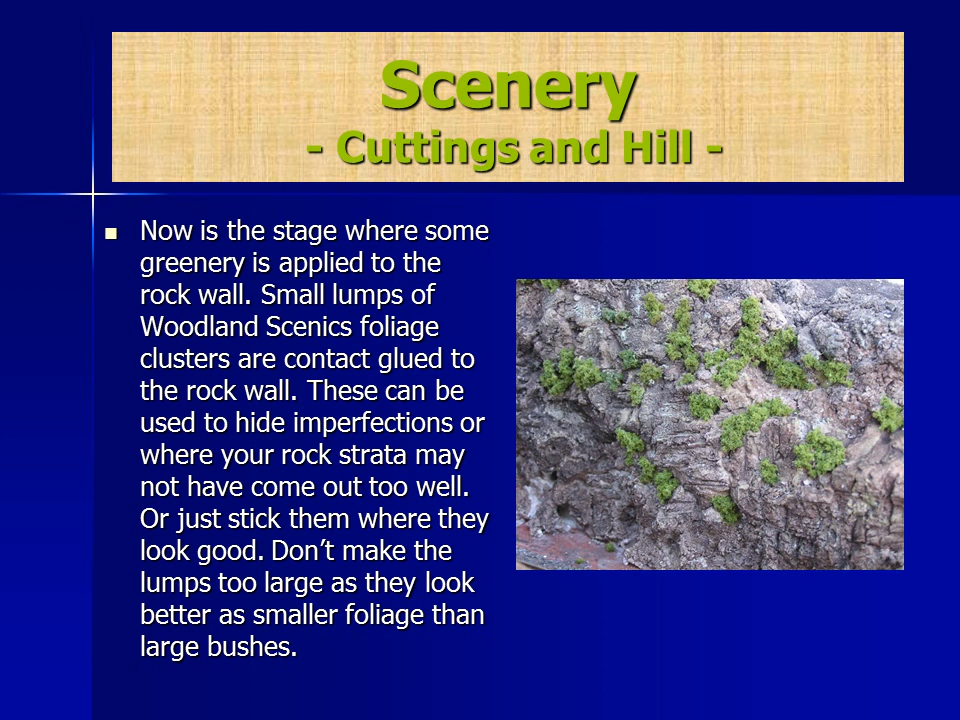 Scenery
- Cuttings and Hill -
Now is the stage where some
greenery is applied to the
rock wall. Small lumps of
Woodland Scenics foliage
clusters are contact glued to
the rock wall. These can be
used to hide imperfections or
where your rock strata may
not have come out too well.
Or just stick them where they
look good. Don’t make the
lumps too large as they look
better as smaller foliage than
large bushes.